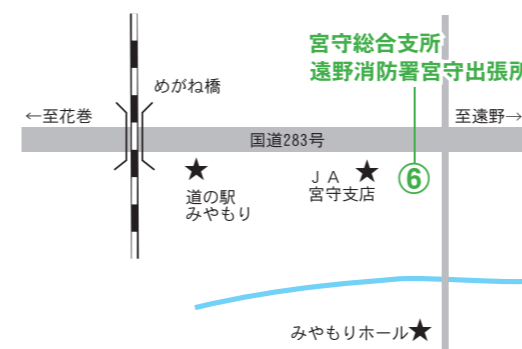 宮守総合支所
遠野消防署宮守出張所
めがね橋
←至花巻
至遠野→
国道283号
道の駅
みやもり
ＪＡ
宮守支店
⑥
みやもりホール